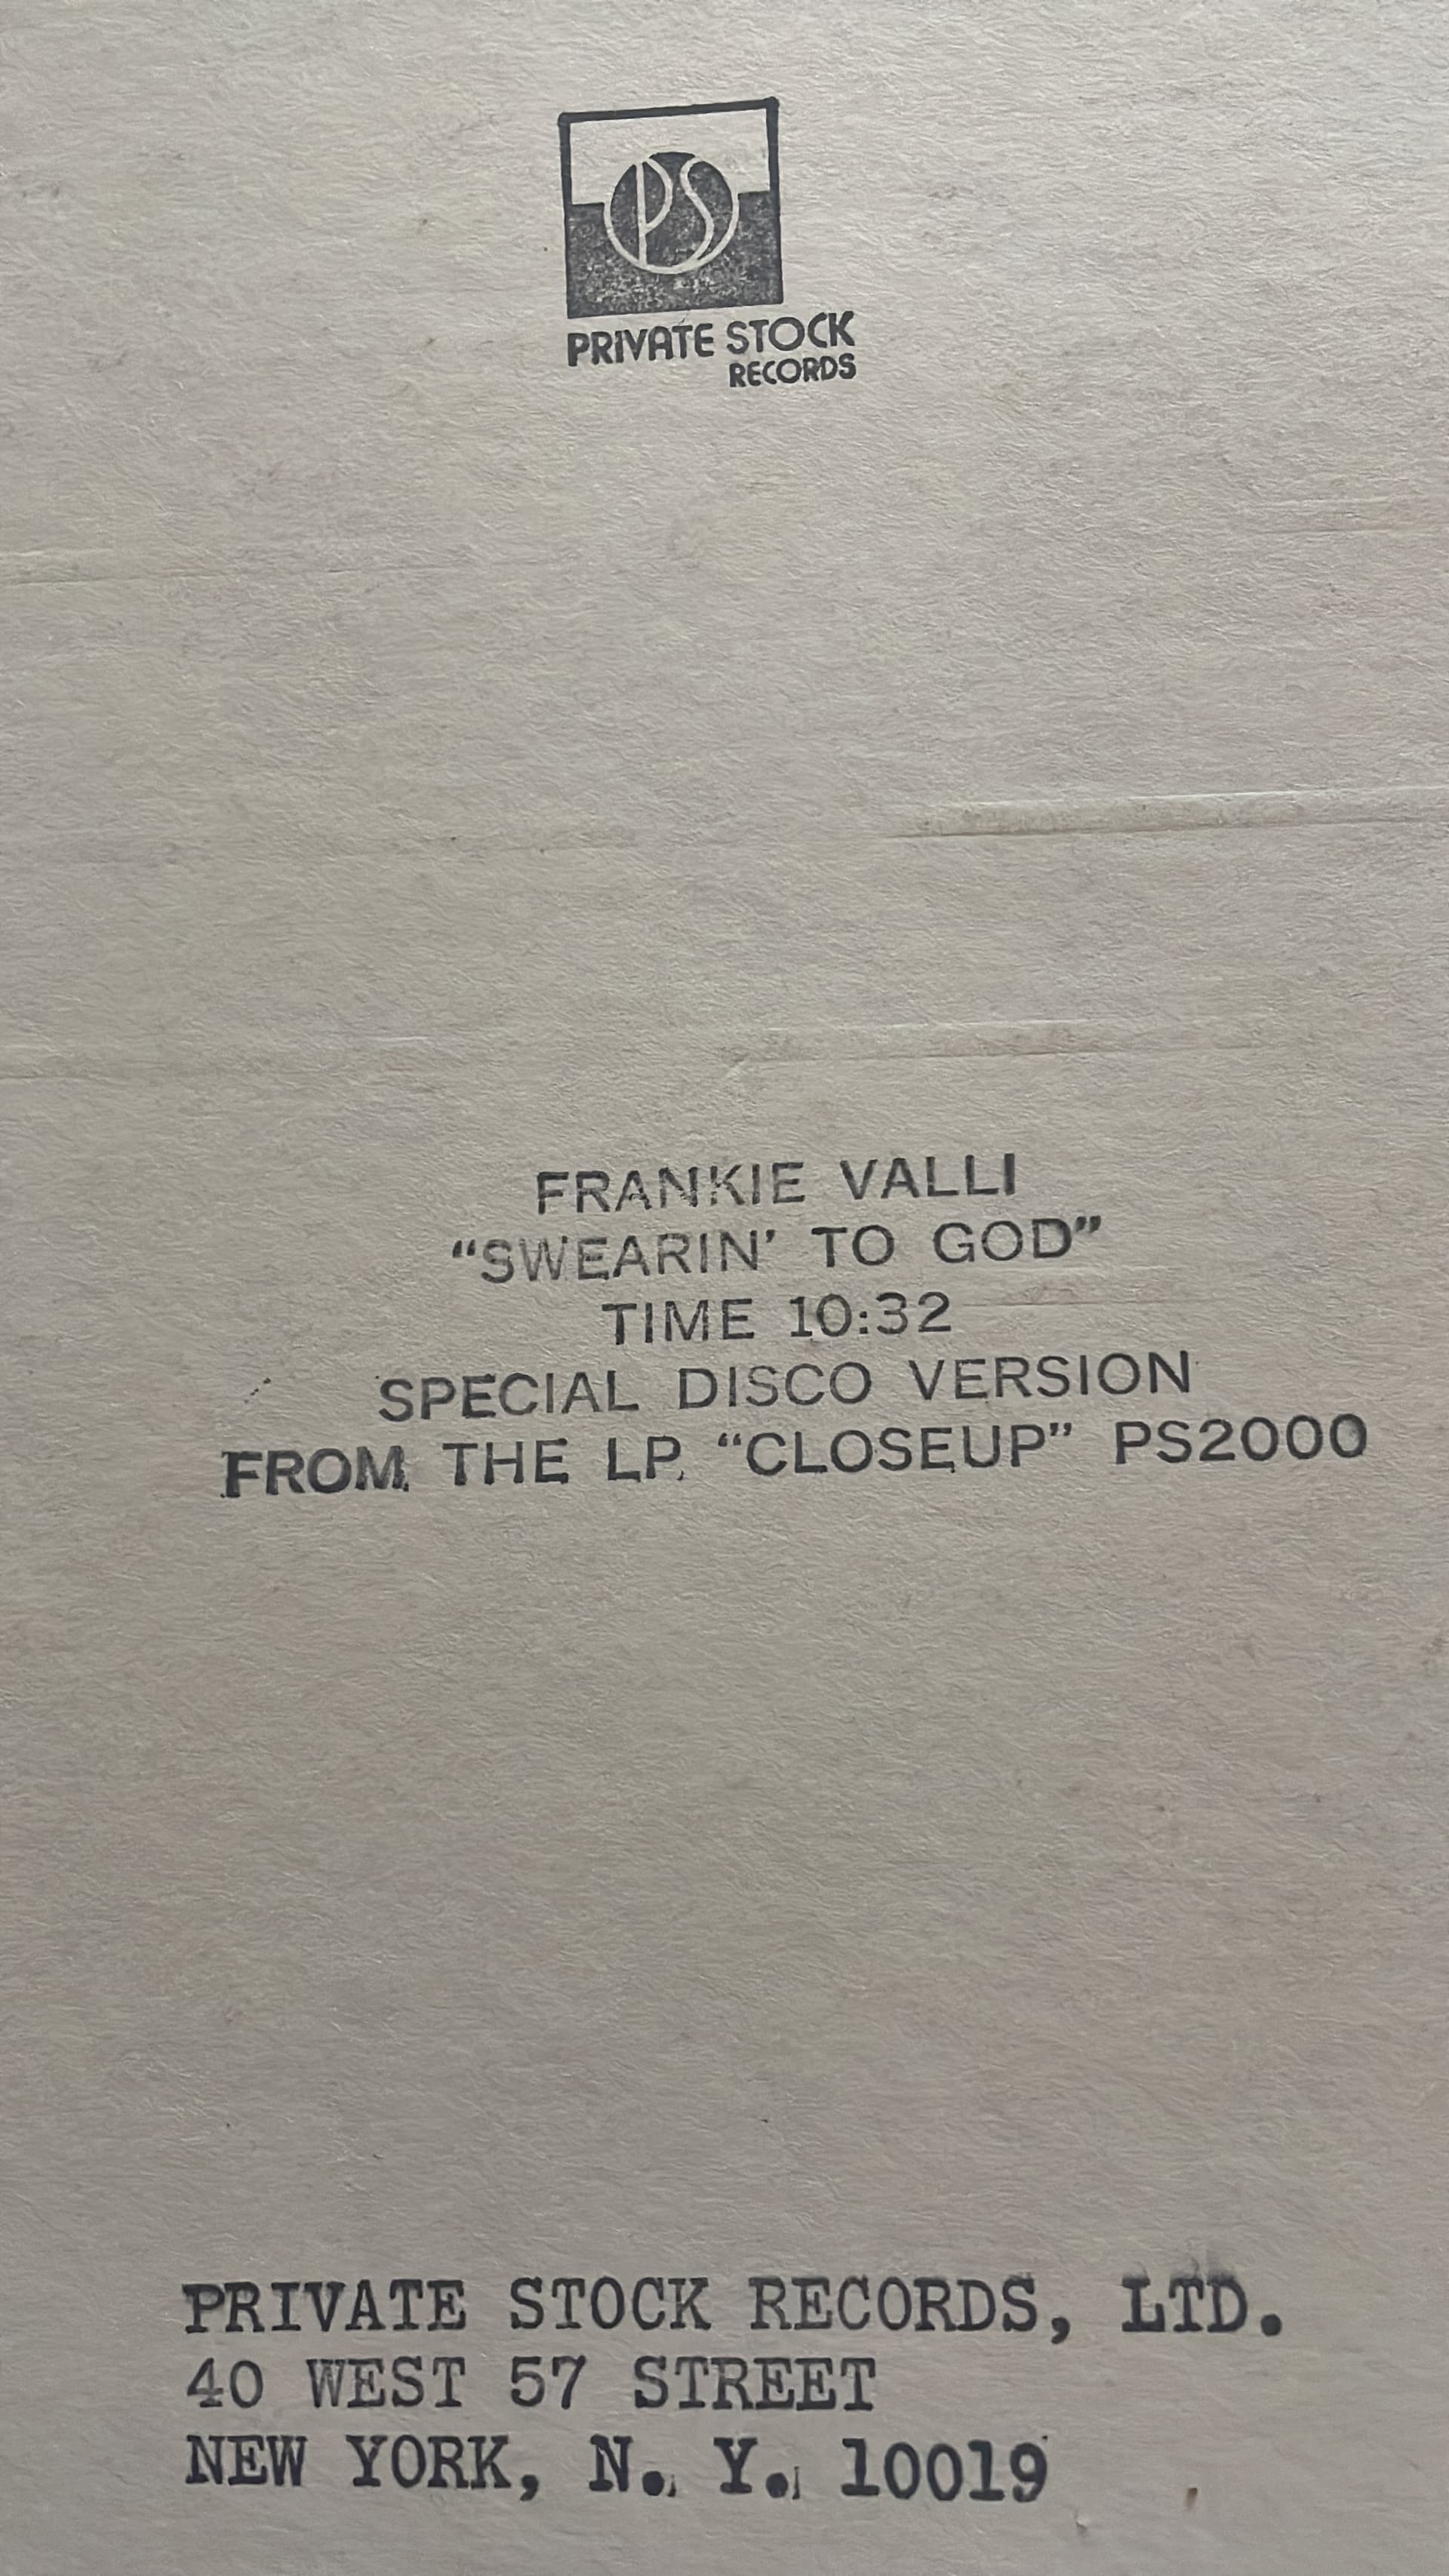 PS
PRIVATE STOCK
RECORDS
FRANKIE VALLI
“SWEARIN’ TO GOD”
TIME 10:32
SPECIAL DISCO VERSION
FROM THE LP “CLOSEUP” PS2000
PRIVATE STOCK RECORDS, LTD.
40 WEST 57 STREET
NEW YORK, N. Y. 10019